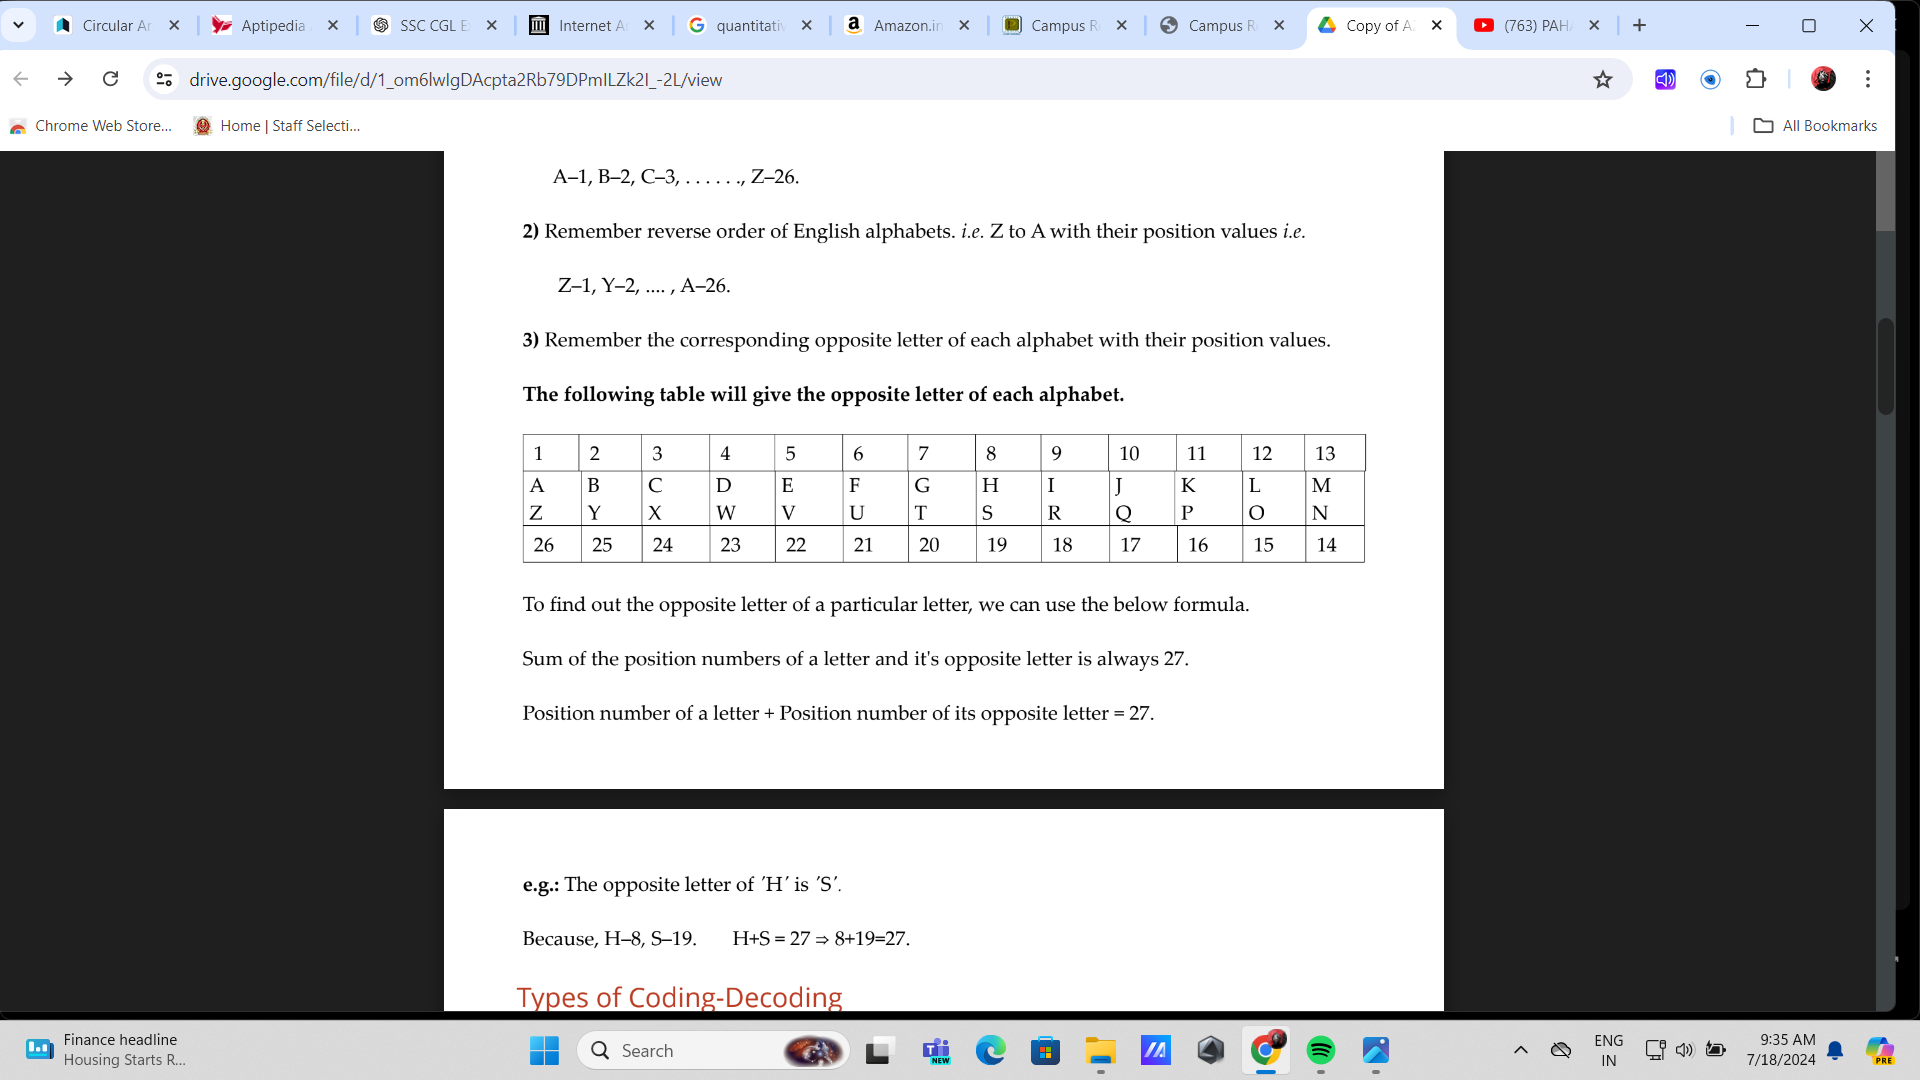 Circular Ar
Aptipedia
SSC CGL E
Internet A
quantitativ
Amazon.in
Campus R
Campus R
Copy of A
(763) PAH
drive.google.com/file/d/1_om6lwIgDAcpta2Rb79DPmILZk2I_-2L/view
Chrome Web Store...
Home | Staff Selecti...
All Bookmarks
A–1, B–2, C–3, . . . . . ., Z–26.
2) Remember reverse order of English alphabets. i.e. Z to A with their position values i.e.
Z–1, Y–2, .... , A–26.
3) Remember the corresponding opposite letter of each alphabet with their position values.
The following table will give the opposite letter of each alphabet.
1 2 3 4 5 6 7 8 9 10 11 12 13
A B C D E F G H I J K L M
Z Y X W V U T S R Q P O N
26 25 24 23 22 21 20 19 18 17 16 15 14
To find out the opposite letter of a particular letter, we can use the below formula.
Sum of the position numbers of a letter and it's opposite letter is always 27.
Position number of a letter + Position number of its opposite letter = 27.
e.g.: The opposite letter of 'H' is 'S'.
Because, H–8, S–19. H+S = 27 ⇒ 8+19=27.
Types of Coding-Decoding
Finance headline
Housing Starts R...
Search
NEW
ENG
IN
9:35 AM
7/18/2024
PRE